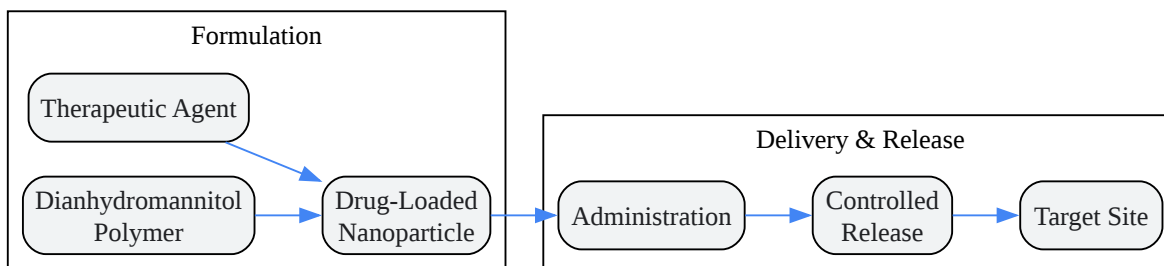 Formulation
Therapeutic Agent
Dianhydromannitol
Polymer
Drug-Loaded
Nanoparticle
Delivery & Release
Administration
Controlled
Release
Target Site